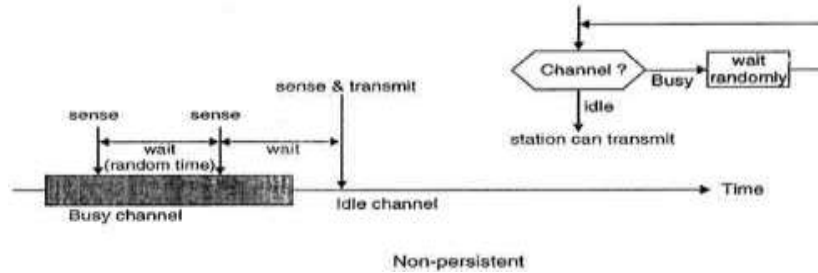 Channel ?
Busy
wait
randomly
idle
station can transmit
sense & transmit
sense
sense
wait
(random time)
wait
Busy channel
Idle channel
Time
Non-persistent